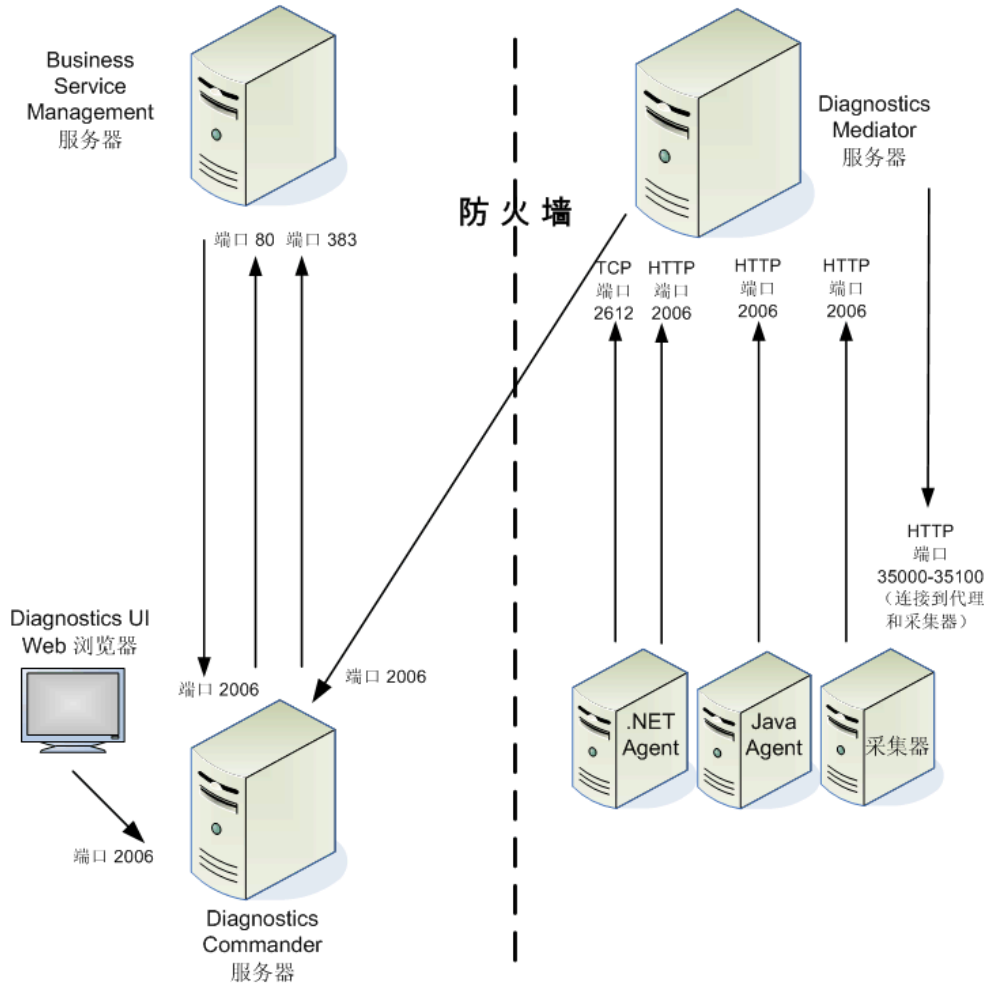 Business
Service
Management
服务器
Diagnostics
Mediator
服务器
防火墙
端口 80
端口 383
TCP
端口
2612
HTTP
端口
2006
HTTP
端口
2006
HTTP
端口
2006
HTTP
端口
35000-35100
（连接到代理
和采集器）
Diagnostics UI
Web 浏览器
端口 2006
端口 2006
.NET
Agent
Java
Agent
采集器
端口 2006
Diagnostics
Commander
服务器